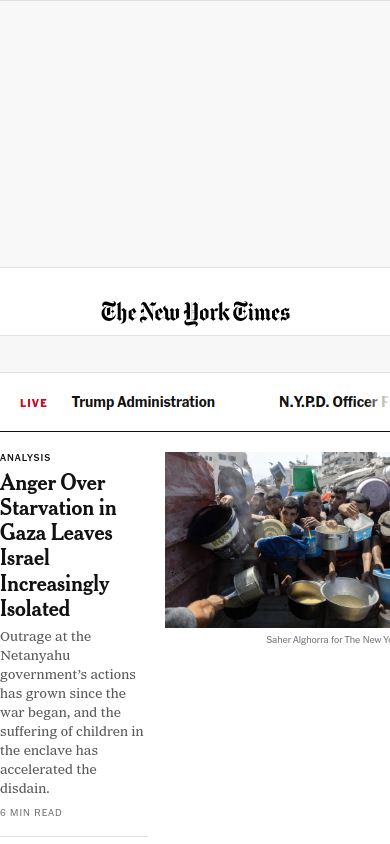 The New York Times
LIVE
Trump Administration
N.Y.P.D. Officer F
ANALYSIS
Anger Over
Starvation in
Gaza Leaves
Israel
Increasingly
Isolated
Outrage at the
Netanyahu
government’s actions
has grown since the
war began, and the
suffering of children in
the enclave has
accelerated the
disdain.
6 MIN READ
Saher Alghorra for The New Yo